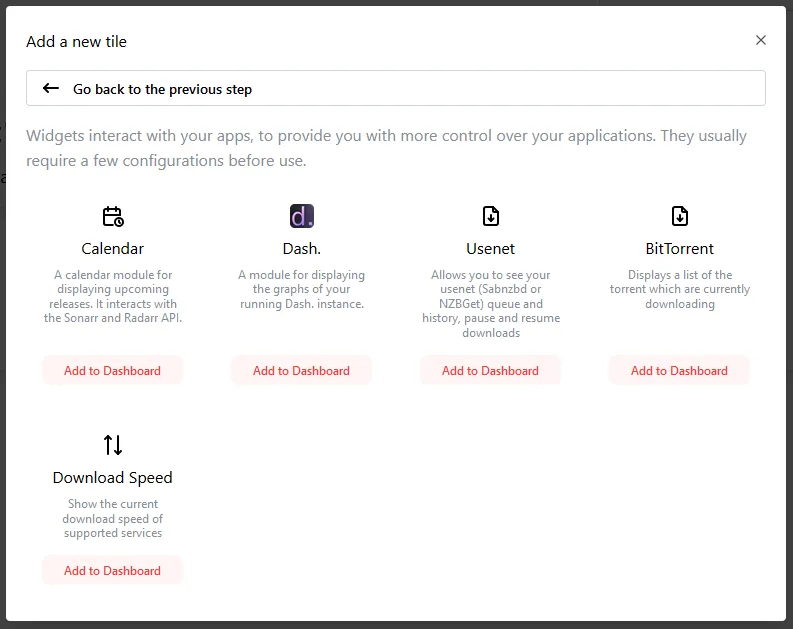 Add a new tile
Go back to the previous step
Widgets interact with your apps, to provide you with more control over your applications. They usually
require a few configurations before use.
Calendar
A calendar module for
displaying upcoming
releases. It interacts with
the Sonarr and Radarr API.
Add to Dashboard
d.
Dash.
A module for displaying
the graphs of your
running Dash. instance.
Add to Dashboard
Usenet
Allows you to see your
usenet (Sabnzbd or
NZBGet) queue and
history, pause and resume
downloads
Add to Dashboard
BitTorrent
Displays a list of the
torrent which are currently
downloading
Add to Dashboard
Download Speed
Show the current
download speed of
supported services
Add to Dashboard